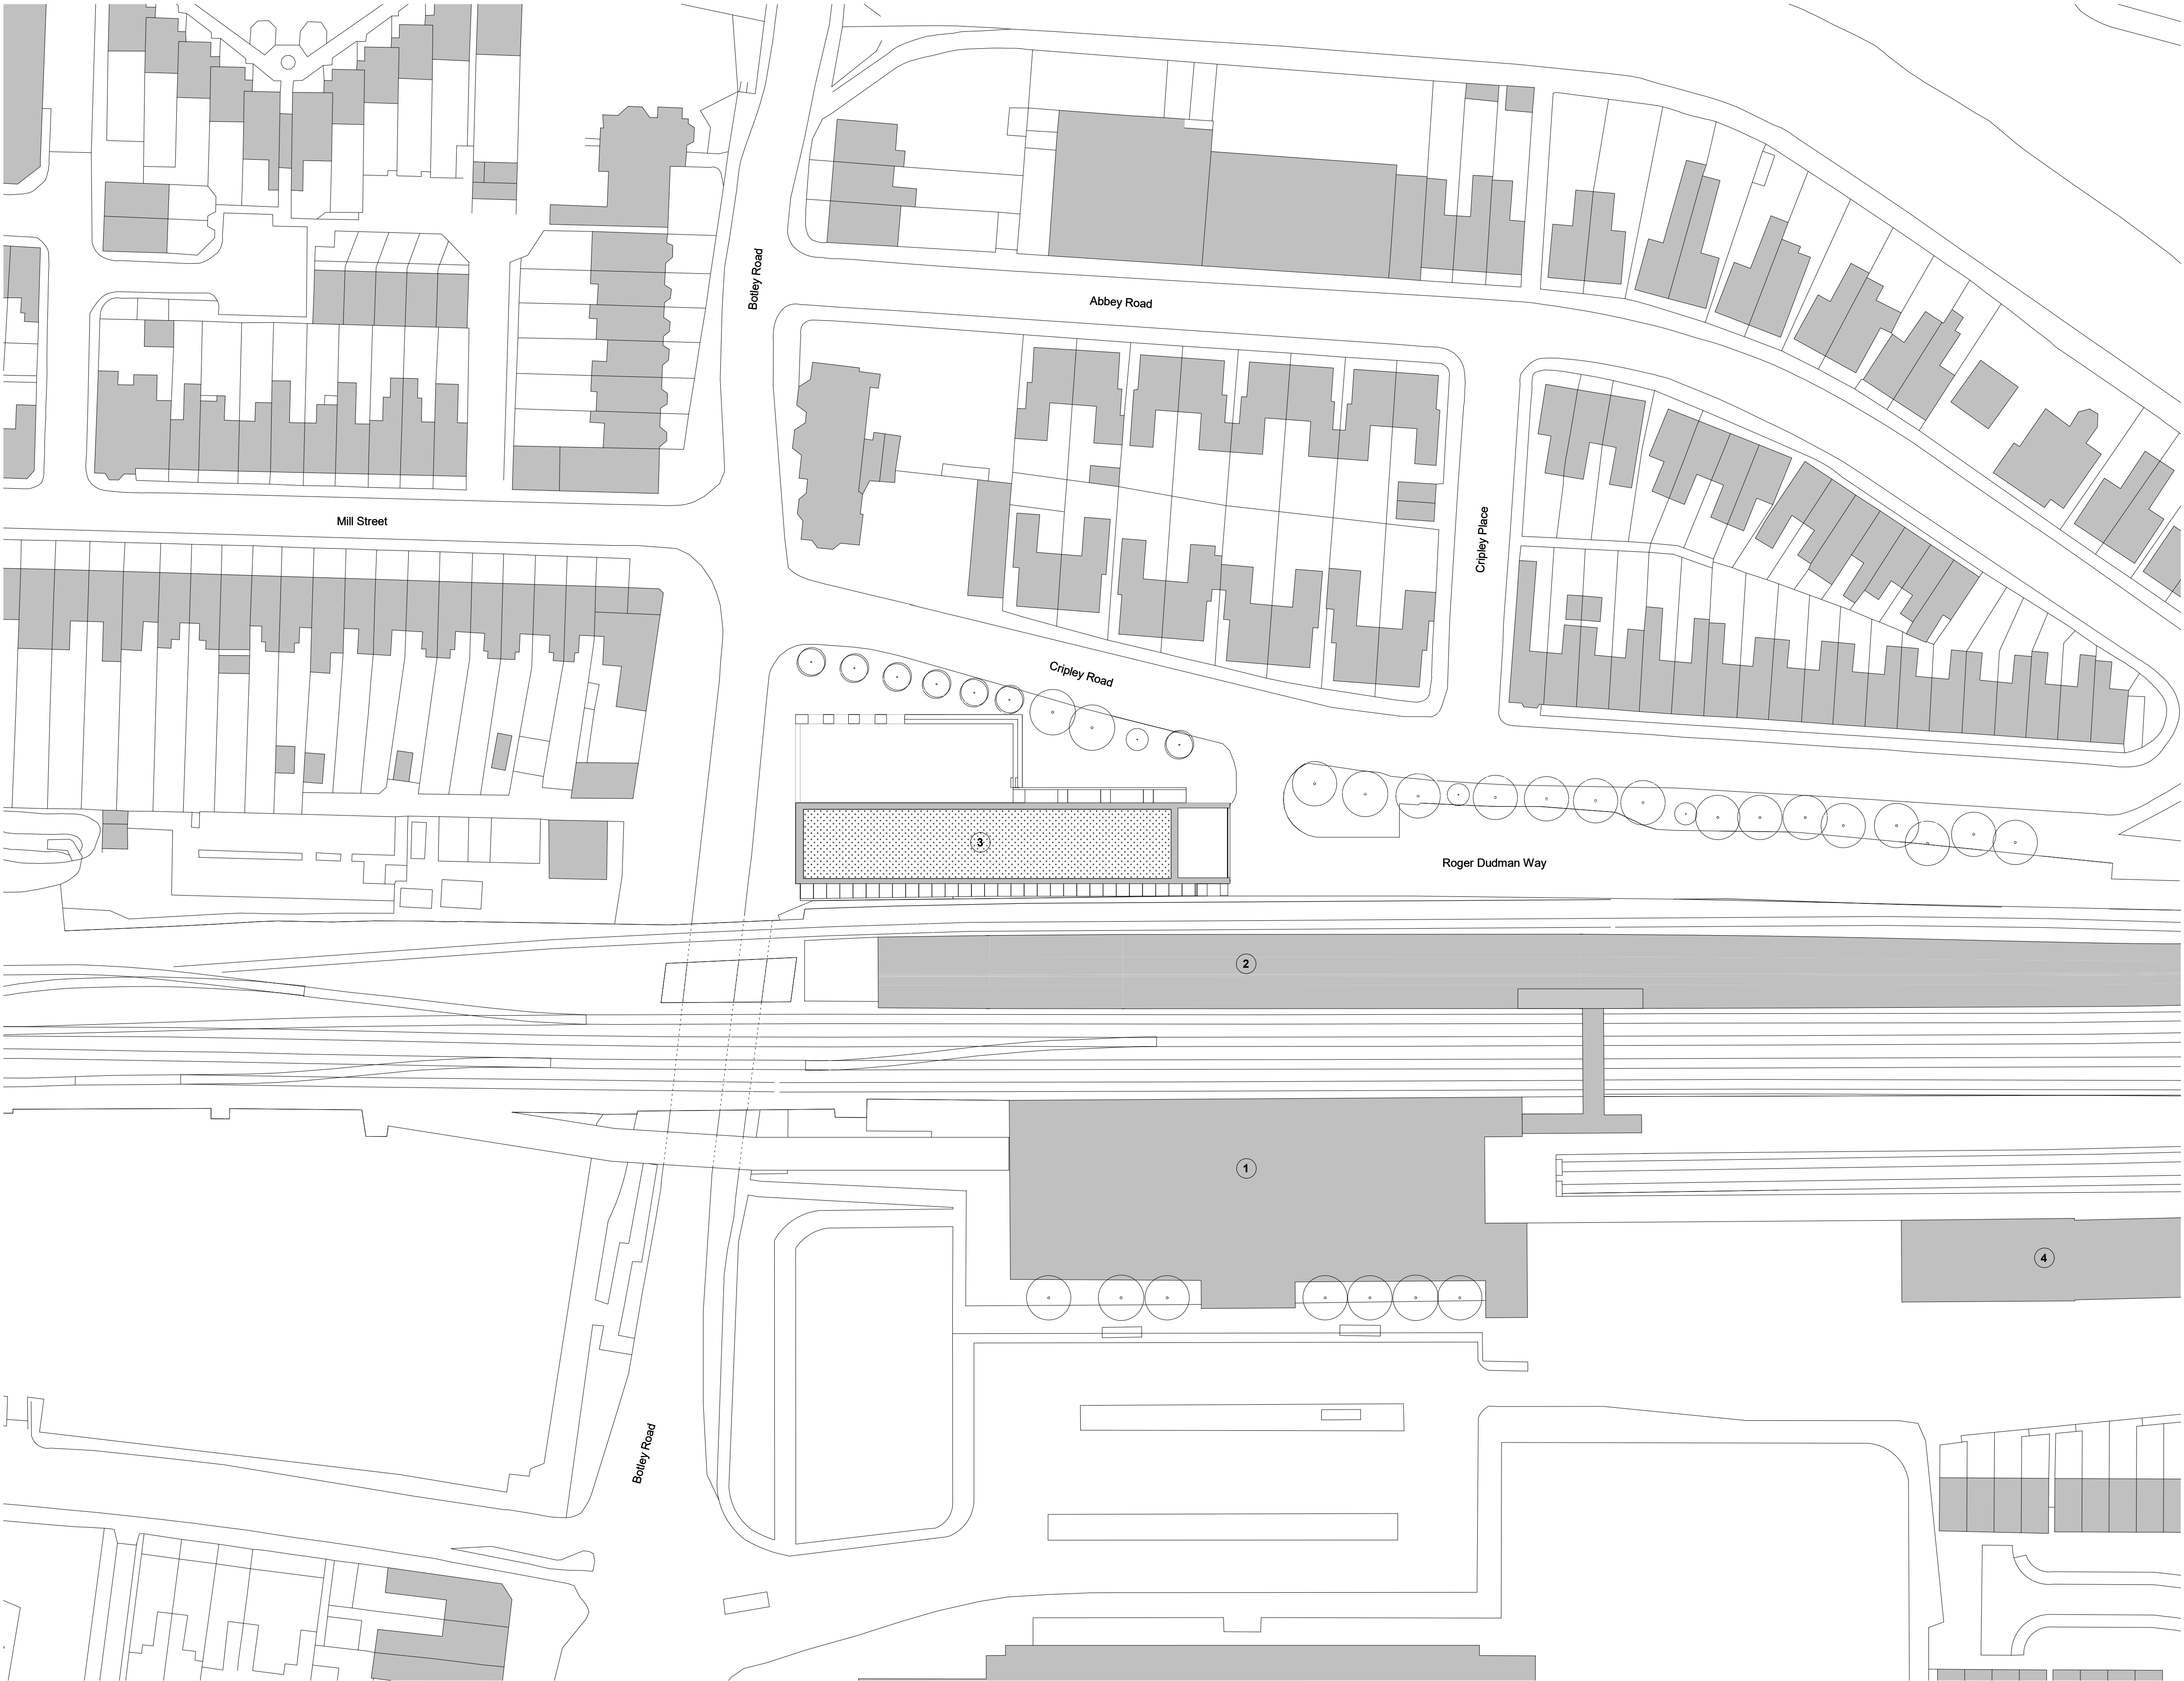 Botley Road
Abbey Road
Mill Street
Cripley Place
Cripley Road
3
Roger Dudman Way
2
1
4
Botley Road